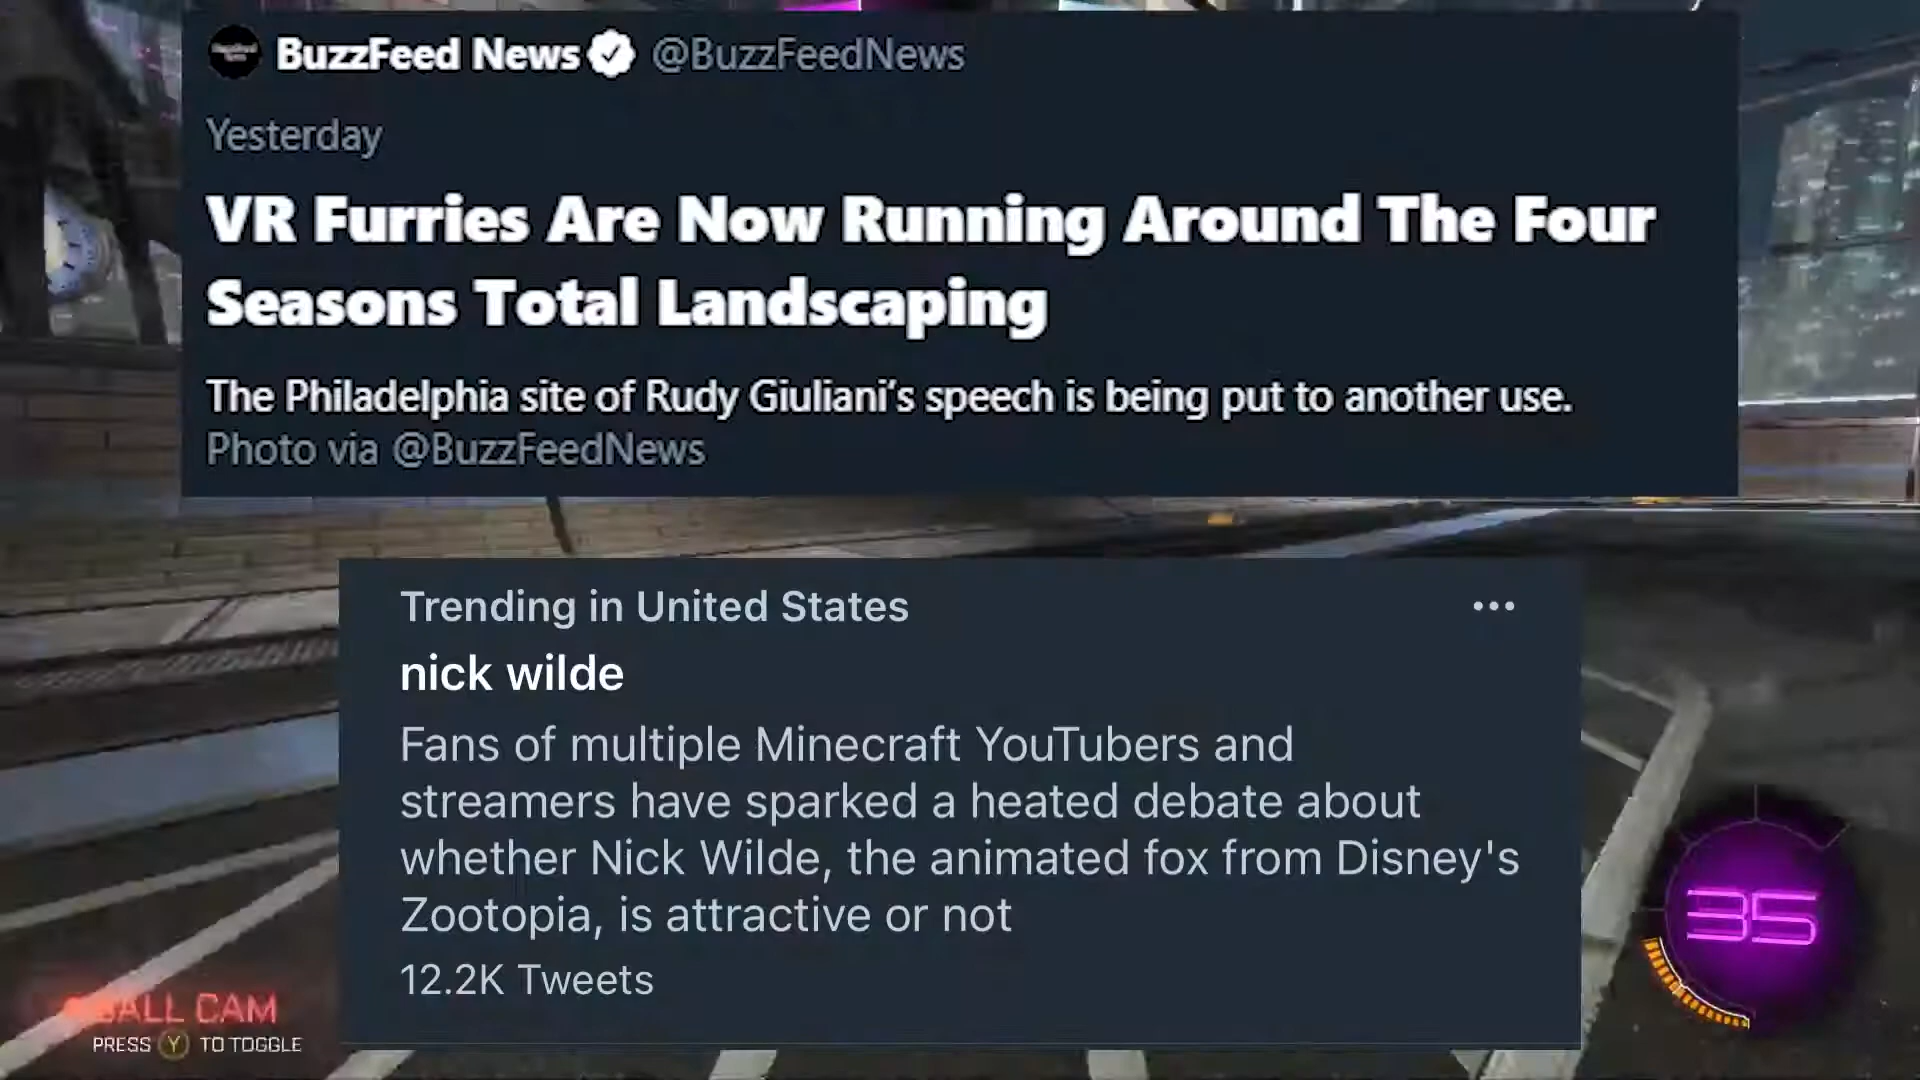 BuzzFeed News @BuzzFeedNews
Yesterday
VR Furries Are Now Running Around The Four
Seasons Total Landscaping
The Philadelphia site of Rudy Giuliani's speech is being put to another use.
Photo via @BuzzFeedNews
Trending in United States
nick wilde
Fans of multiple Minecraft YouTubers and
streamers have sparked a heated debate about
whether Nick Wilde, the animated fox from Disney's
Zootopia, is attractive or not
12.2K Tweets
35
BALL CAM
PRESS Y TO TOGGLE